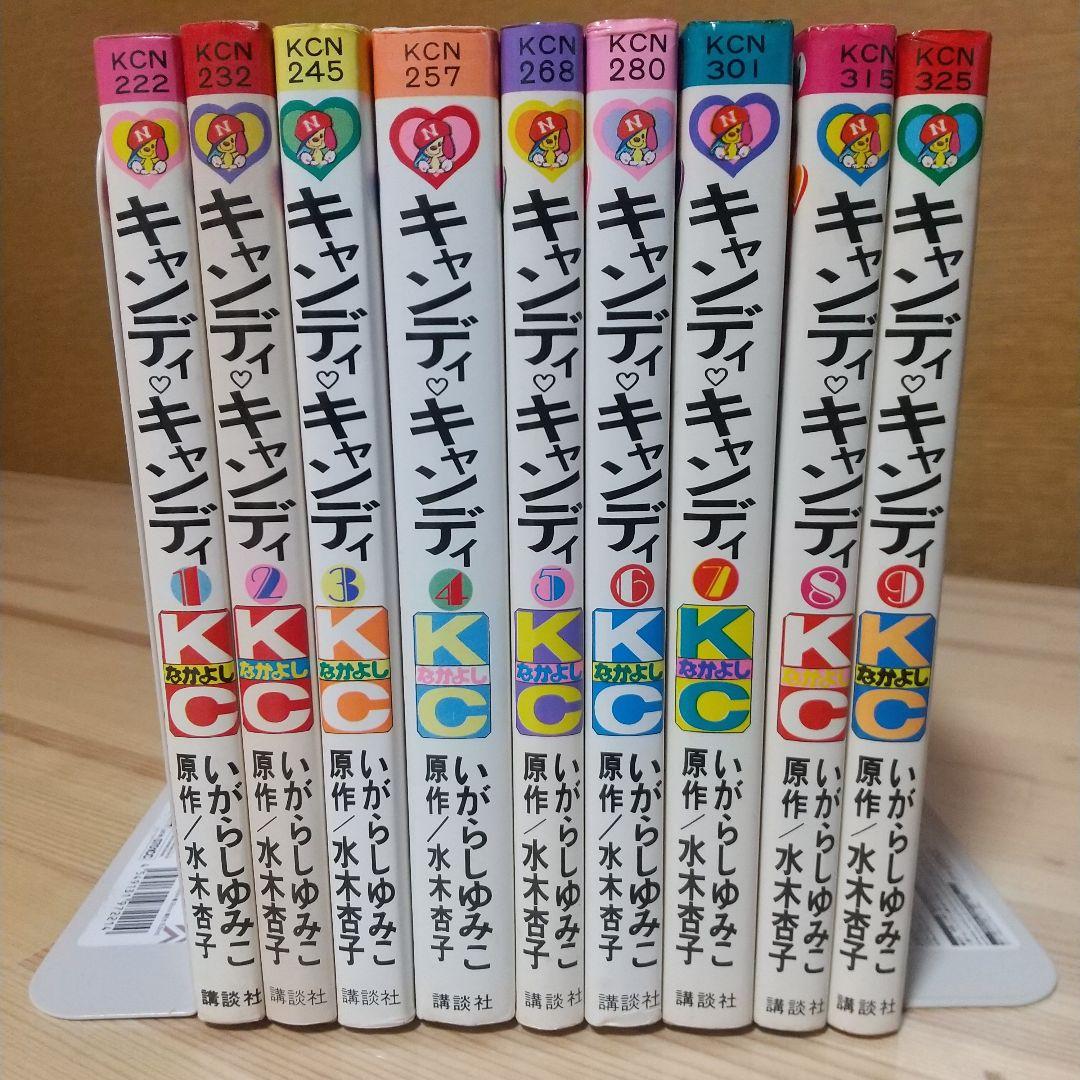 KCN
222
N
キャンディ♡キャンディ
1
K
なかよし
C
いがらしゆみこ
原作/水木杏子
講談社
KCN
232
N
キャンディ♡キャンディ
2
K
なかよし
C
いがらしゆみこ
原作/水木杏子
講談社
KCN
245
N
キャンディ♡キャンディ
3
K
なかよし
C
いがらしゆみこ
原作/水木杏子
講談社
KCN
257
N
キャンディ♡キャンディ
4
K
なかよし
C
いがらしゆみこ
原作/水木杏子
講談社
KCN
268
N
キャンディ♡キャンディ
5
K
なかよし
C
いがらしゆみこ
原作/水木杏子
講談社
KCN
280
N
キャンディ♡キャンディ
6
K
なかよし
C
いがらしゆみこ
原作/水木杏子
講談社
KCN
301
N
キャンディ♡キャンディ
7
K
なかよし
C
いがらしゆみこ
原作/水木杏子
講談社
KCN
315
N
キャンディ♡キャンディ
8
K
なかよし
C
いがらしゆみこ
原作/水木杏子
講談社
KCN
325
N
キャンディ♡キャンディ
9
K
なかよし
C
いがらしゆみこ
原作/水木杏子
講談社